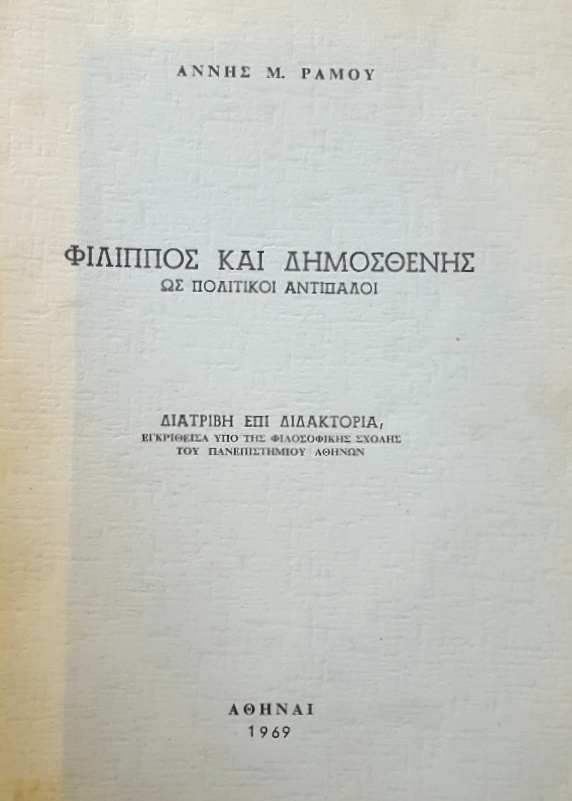 ΑΝΝΗΣ Μ. ΡΑΜΟΥ
ΦΙΛΙΠΠΟΣ ΚΑΙ ΔΗΜΟΣΘΕΝΗΣ
ΩΣ ΠΟΛΙΤΙΚΟΙ ΑΝΤΙΠΑΛΟΙ
ΔΙΑΤΡΙΒΗ ΕΠΙ ΔΙΔΑΚΤΟΡΙΑ,
ΕΓΚΡΙΘΕΙΣΑ ΥΠΟ ΤΗΣ ΦΙΛΟΣΟΦΙΚΗΣ ΣΧΟΛΗΣ
ΤΟΥ ΠΑΝΕΠΙΣΤΗΜΙΟΥ ΑΘΗΝΩΝ
ΑΘΗΝΑΙ
1969